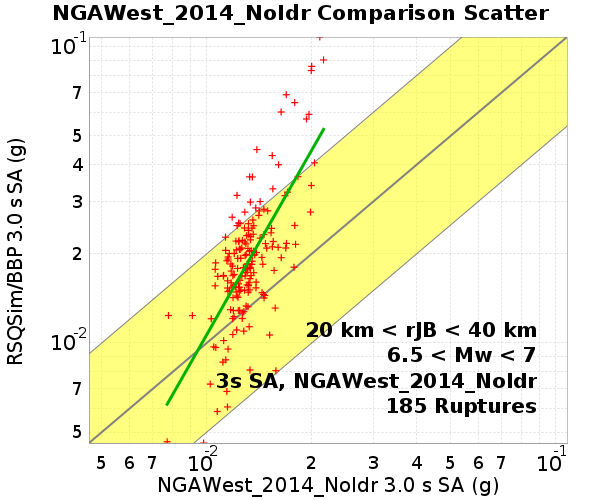 NGAWest_2014_NoIdr Comparison Scatter
RSQSim/BBP 3.0 s SA (g)
10-1
7
5
4
3
2
10-2
7
5
20 km < rJB < 40 km
6.5 < Mw < 7
3s SA, NGAWest_2014_NoIdr
185 Ruptures
5 6 7 10-2 2 3 4 5 6 7 10-1
NGAWest_2014_NoIdr 3.0 s SA (g)